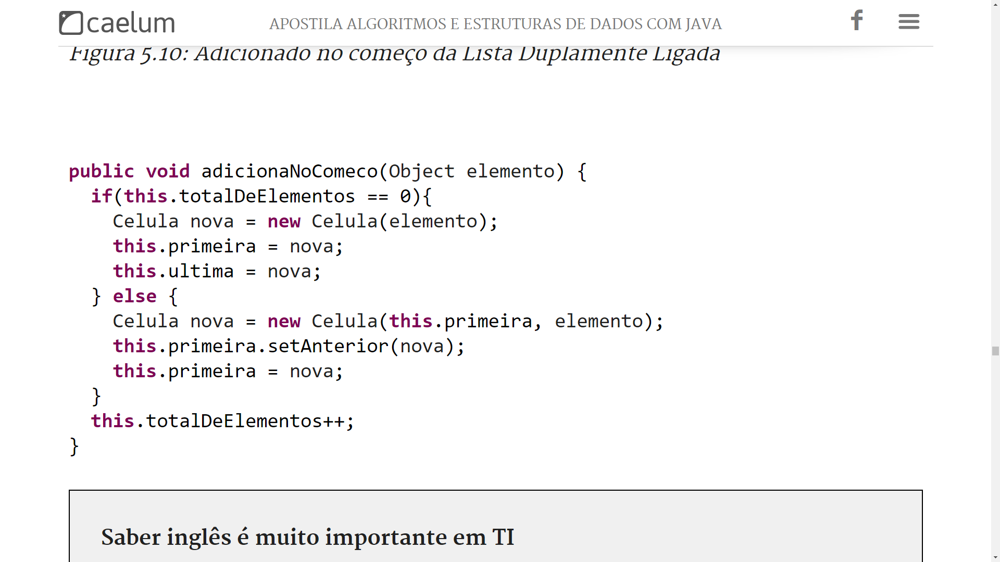 caelum
APOSTILA ALGORITMOS E ESTRUTURAS DE DADOS COM JAVA
f
Figura 5.10: Adicionado no começo da Lista Duplamente Ligada
public void adicionaNoComeco(Object elemento) {
  if(this.totalDeElementos == 0){
    Celula nova = new Celula(elemento);
    this.primeira = nova;
    this.ultima = nova;
  } else {
    Celula nova = new Celula(this.primeira, elemento);
    this.primeira.setAnterior(nova);
    this.primeira = nova;
  }
  this.totalDeElementos++;
}
Saber inglês é muito importante em TI